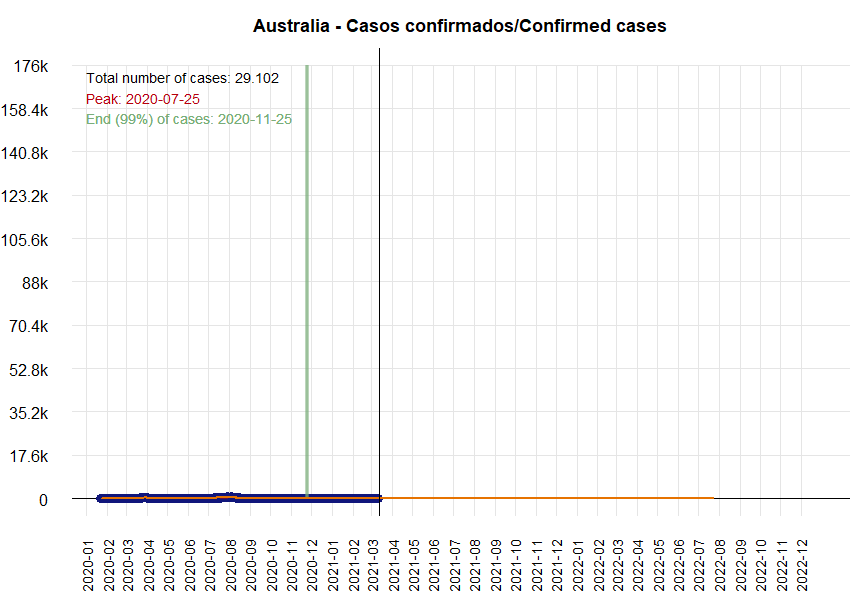 Australia - Casos confirmados/Confirmed cases
176k
158.4k
140.8k
123.2k
105.6k
88k
70.4k
52.8k
35.2k
17.6k
0
Total number of cases: 29.102
Peak: 2020-07-25
End (99%) of cases: 2020-11-25
2020-01
2020-02
2020-03
2020-04
2020-05
2020-06
2020-07
2020-08
2020-09
2020-10
2020-11
2020-12
2021-01
2021-02
2021-03
2021-04
2021-05
2021-06
2021-07
2021-08
2021-09
2021-10
2021-11
2021-12
2022-01
2022-02
2022-03
2022-04
2022-05
2022-06
2022-07
2022-08
2022-09
2022-10
2022-11
2022-12